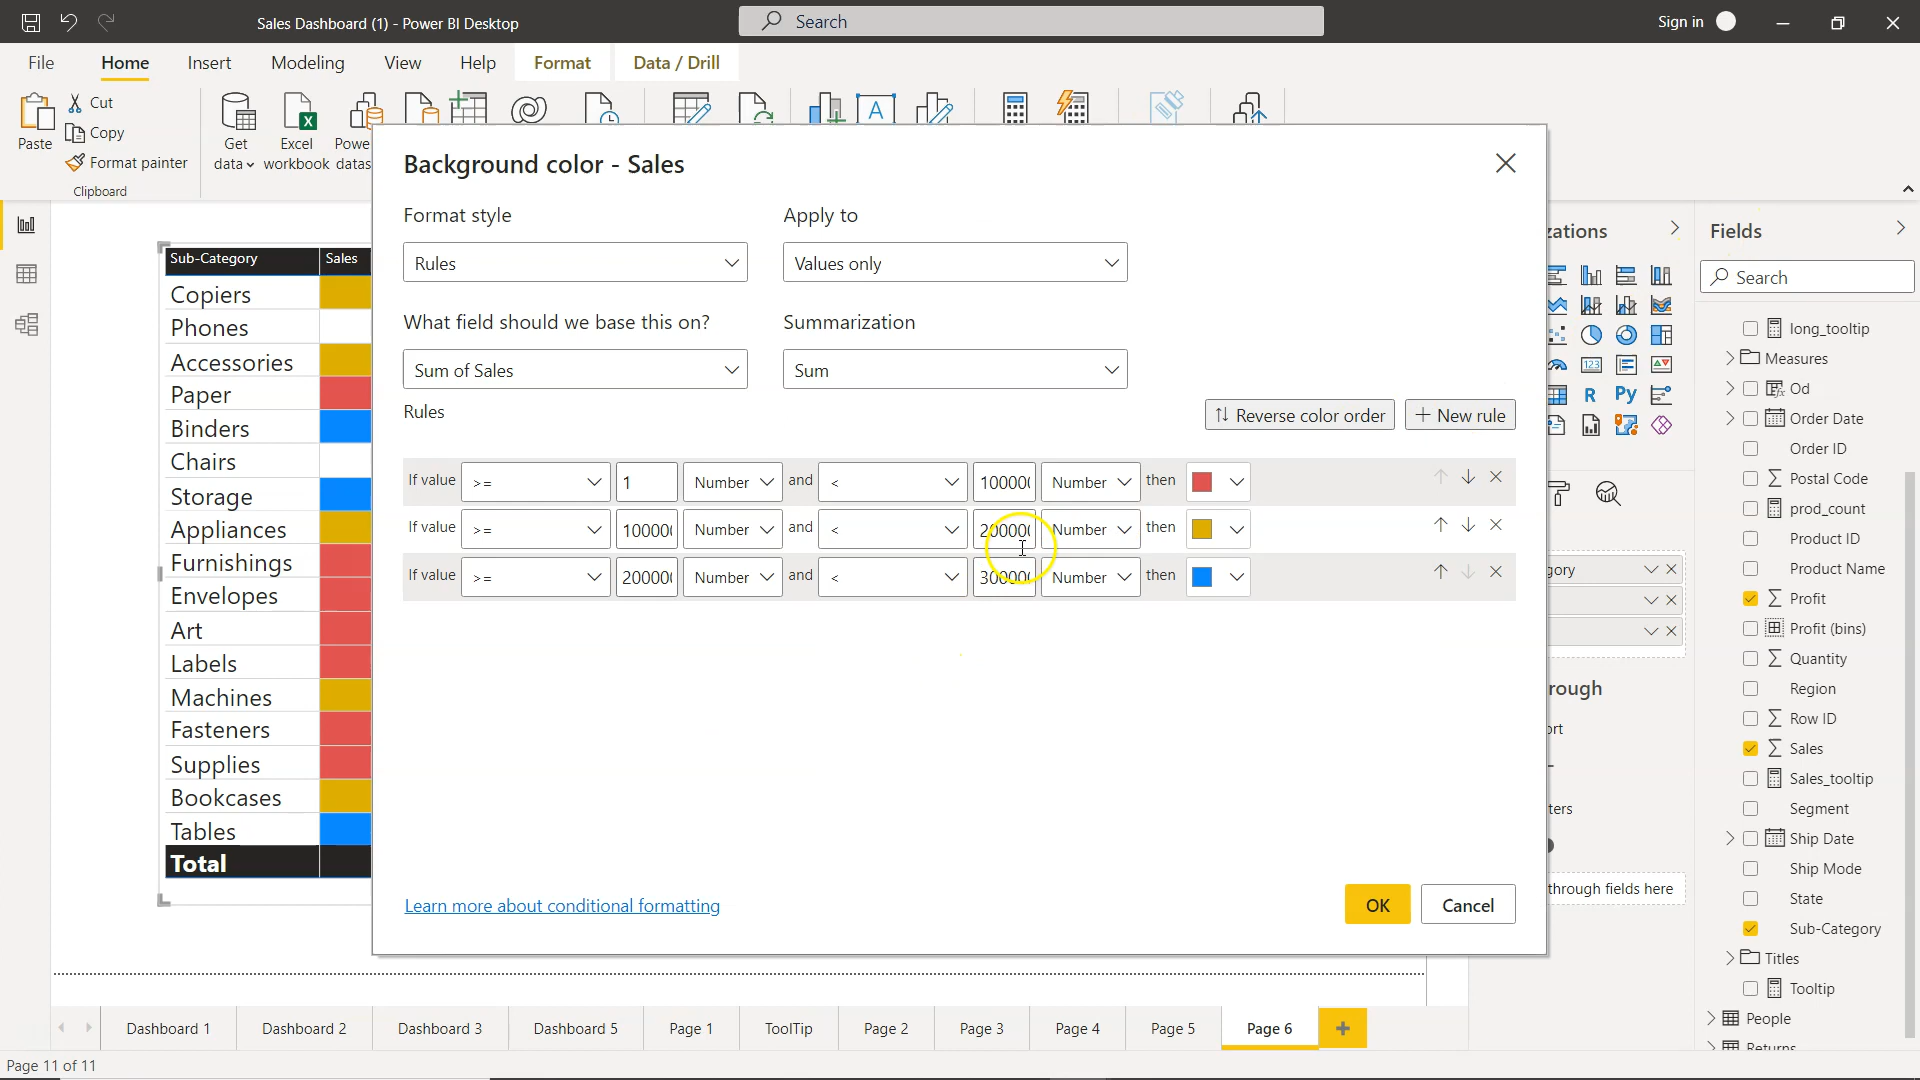 Sales Dashboard (1) - Power BI Desktop
Search
Sign in
File Home Insert Modeling View Help Format Data / Drill
Paste
Cut
Copy
Format painter
Clipboard
Get data
Excel workbook
Background color - Sales
Format style
Apply to
Rules
Values only
What field should we base this on?
Summarization
Sum of Sales
Sum
Rules
Reverse color order
New rule
If value >= 1 Number and < Number then
If value >= Number and < Number then
If value >= Number and < Number then
Learn more about conditional formatting
OK
Cancel
Sub-Category Sales
Copiers
Phones
Accessories
Paper
Binders
Chairs
Storage
Appliances
Furnishings
Envelopes
Art
Labels
Machines
Fasteners
Supplies
Bookcases
Tables
Total
123
R
Py
through fields here
Fields
Search
long_tooltip
Measures
Od
Order Date
Order ID
Postal Code
prod_count
Product ID
Product Name
Profit
Profit (bins)
Quantity
Region
Row ID
Sales
Sales_tooltip
Segment
Ship Date
Ship Mode
State
Sub-Category
Titles
Tooltip
People
Dashboard 1 Dashboard 2 Dashboard 3 Dashboard 5 Page 1 ToolTip Page 2 Page 3 Page 4 Page 5 Page 6
Page 11 of 11